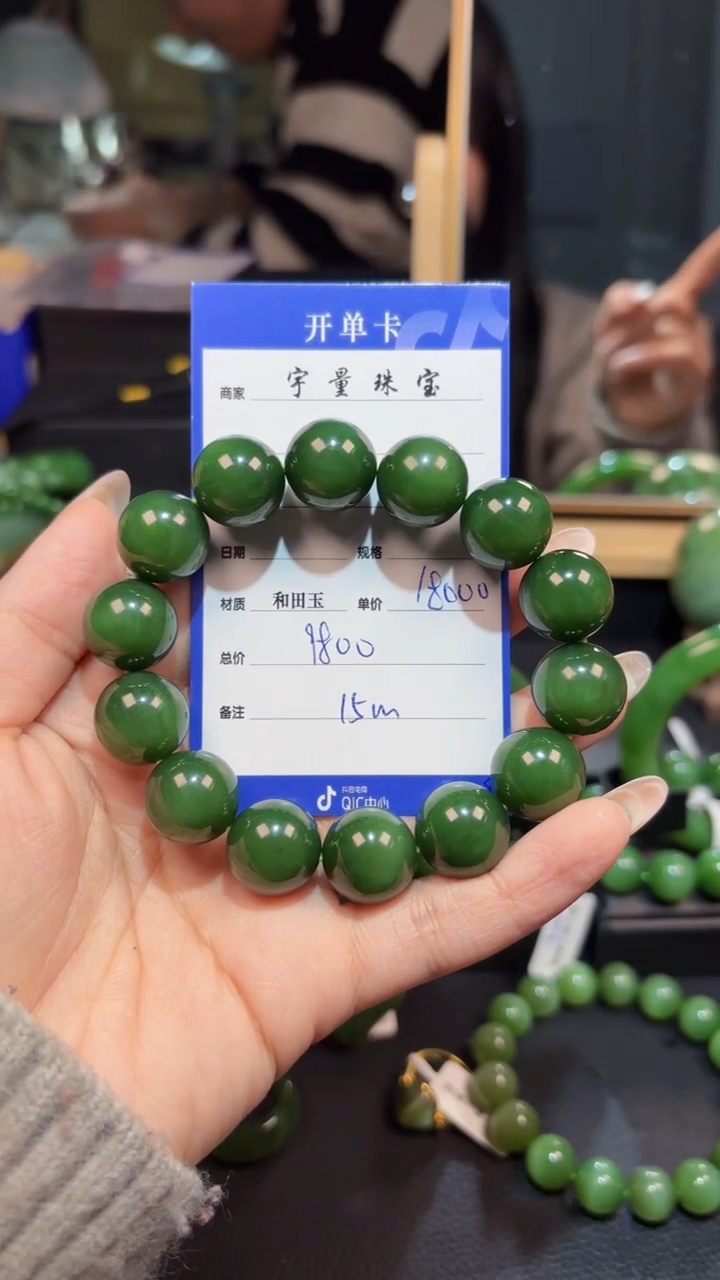 开单卡
商家 宇量珠宝
日期 规格
材质 和田玉 单价 18000
总价 9800
备注 15m
抖音电商
QIC中心